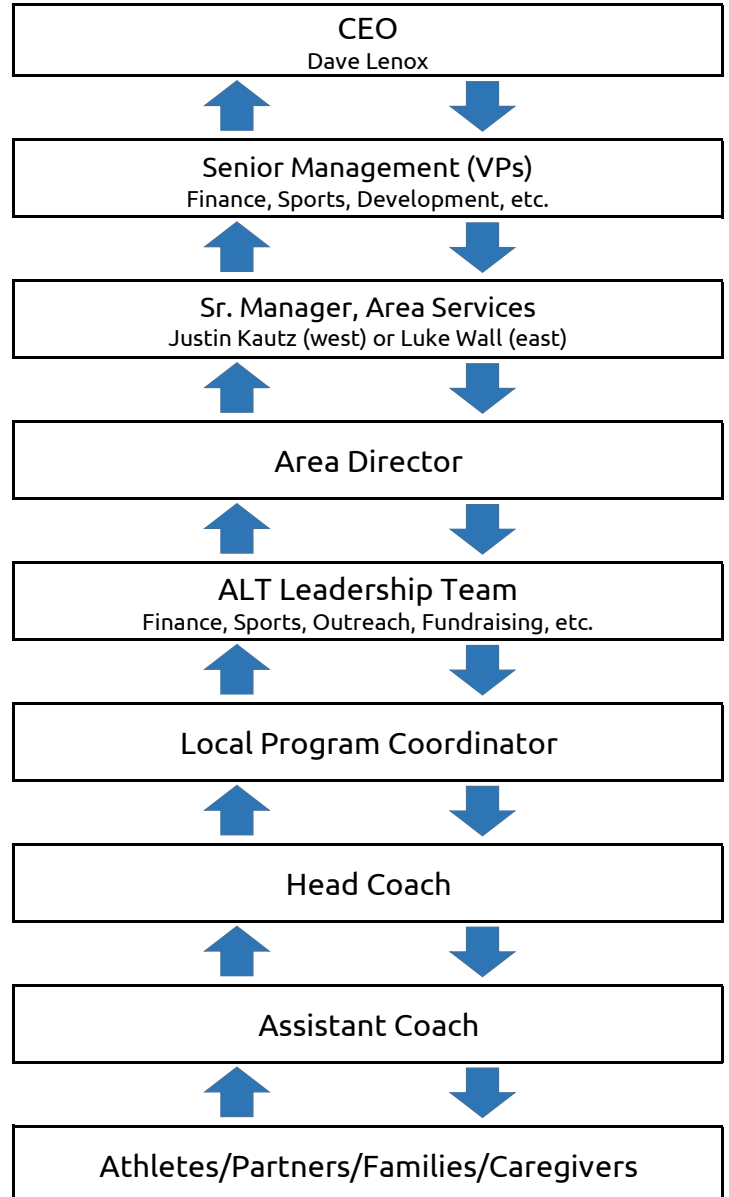 CEO
Dave Lenox
Senior Management (VPs)
Finance, Sports, Development, etc.
Sr. Manager, Area Services
Justin Kautz (west) or Luke Wall (east)
Area Director
ALT Leadership Team
Finance, Sports, Outreach, Fundraising, etc.
Local Program Coordinator
Head Coach
Assistant Coach
Athletes/Partners/Families/Caregivers